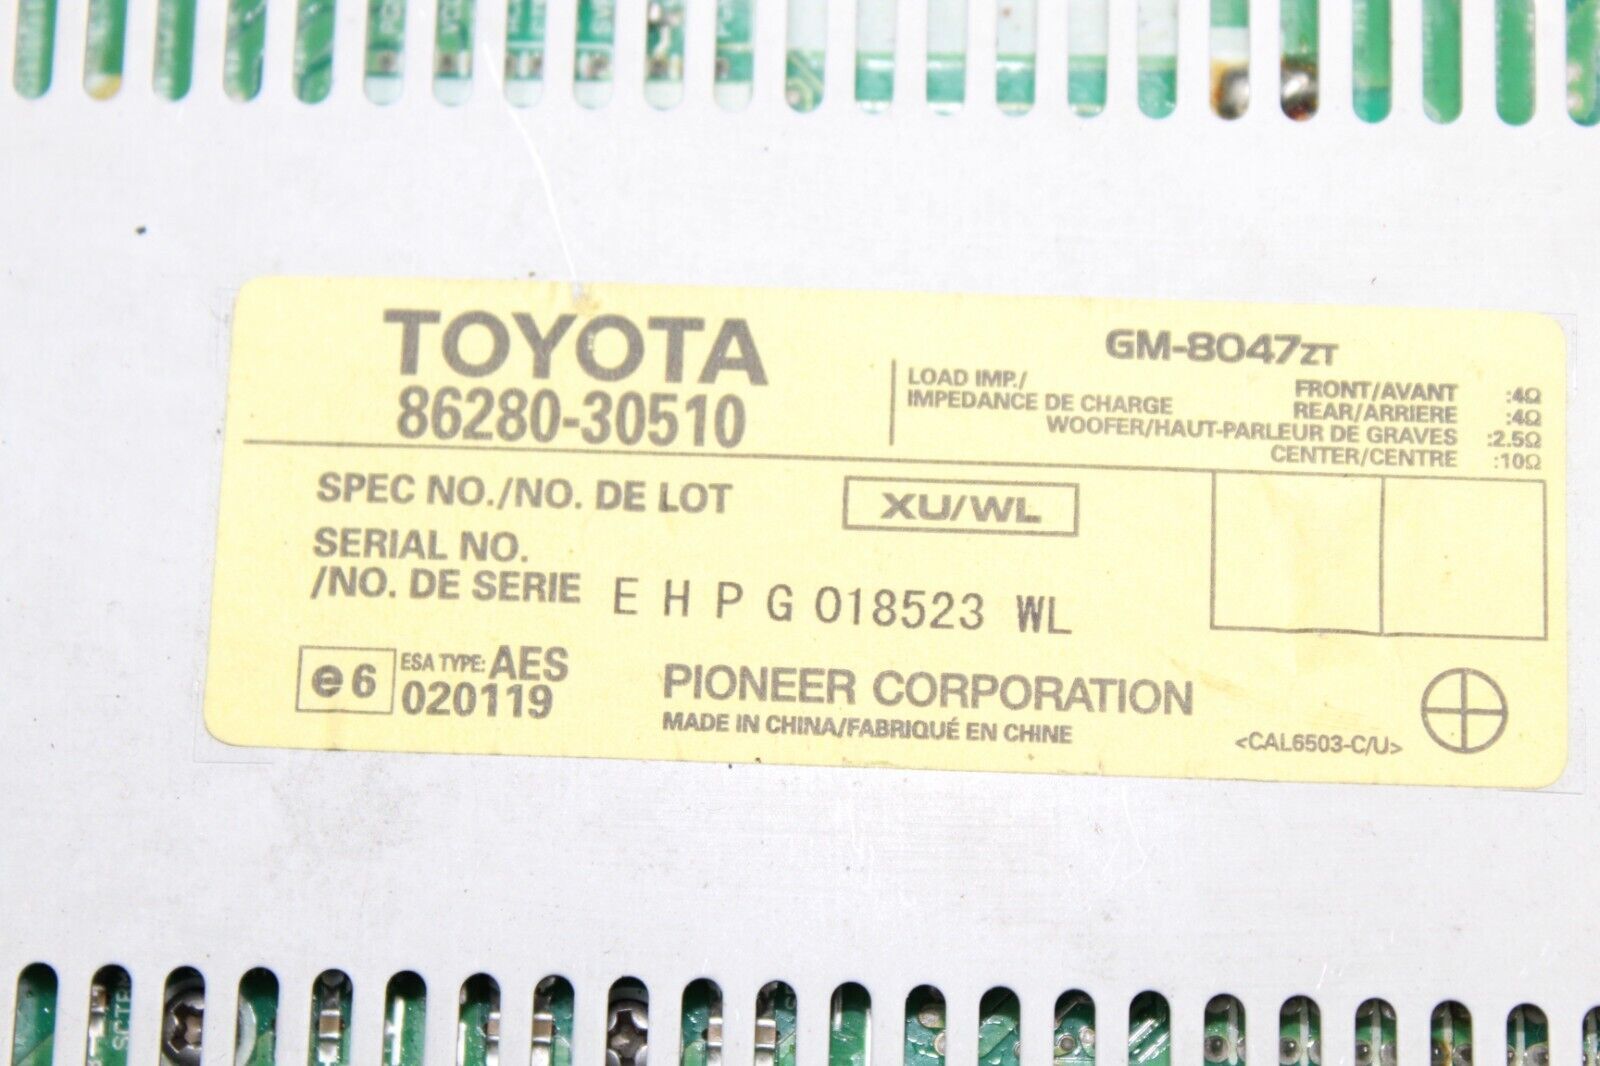 TOYOTA
86280-30510
GM-8047ZT
LOAD IMP./
IMPEDANCE DE CHARGE
FRONT/AVANT :4Ω
REAR/ARRIERE :4Ω
WOOFER/HAUT-PARLEUR DE GRAVES :2.5Ω
CENTER/CENTRE :10Ω
SPEC NO./NO. DE LOT XU/WL
SERIAL NO.
/NO. DE SERIE E H P G 018523 WL
e6 ESA TYPE: AES
020119
PIONEER CORPORATION
MADE IN CHINA/FABRIQUÉ EN CHINE
<CAL6503-C/U>